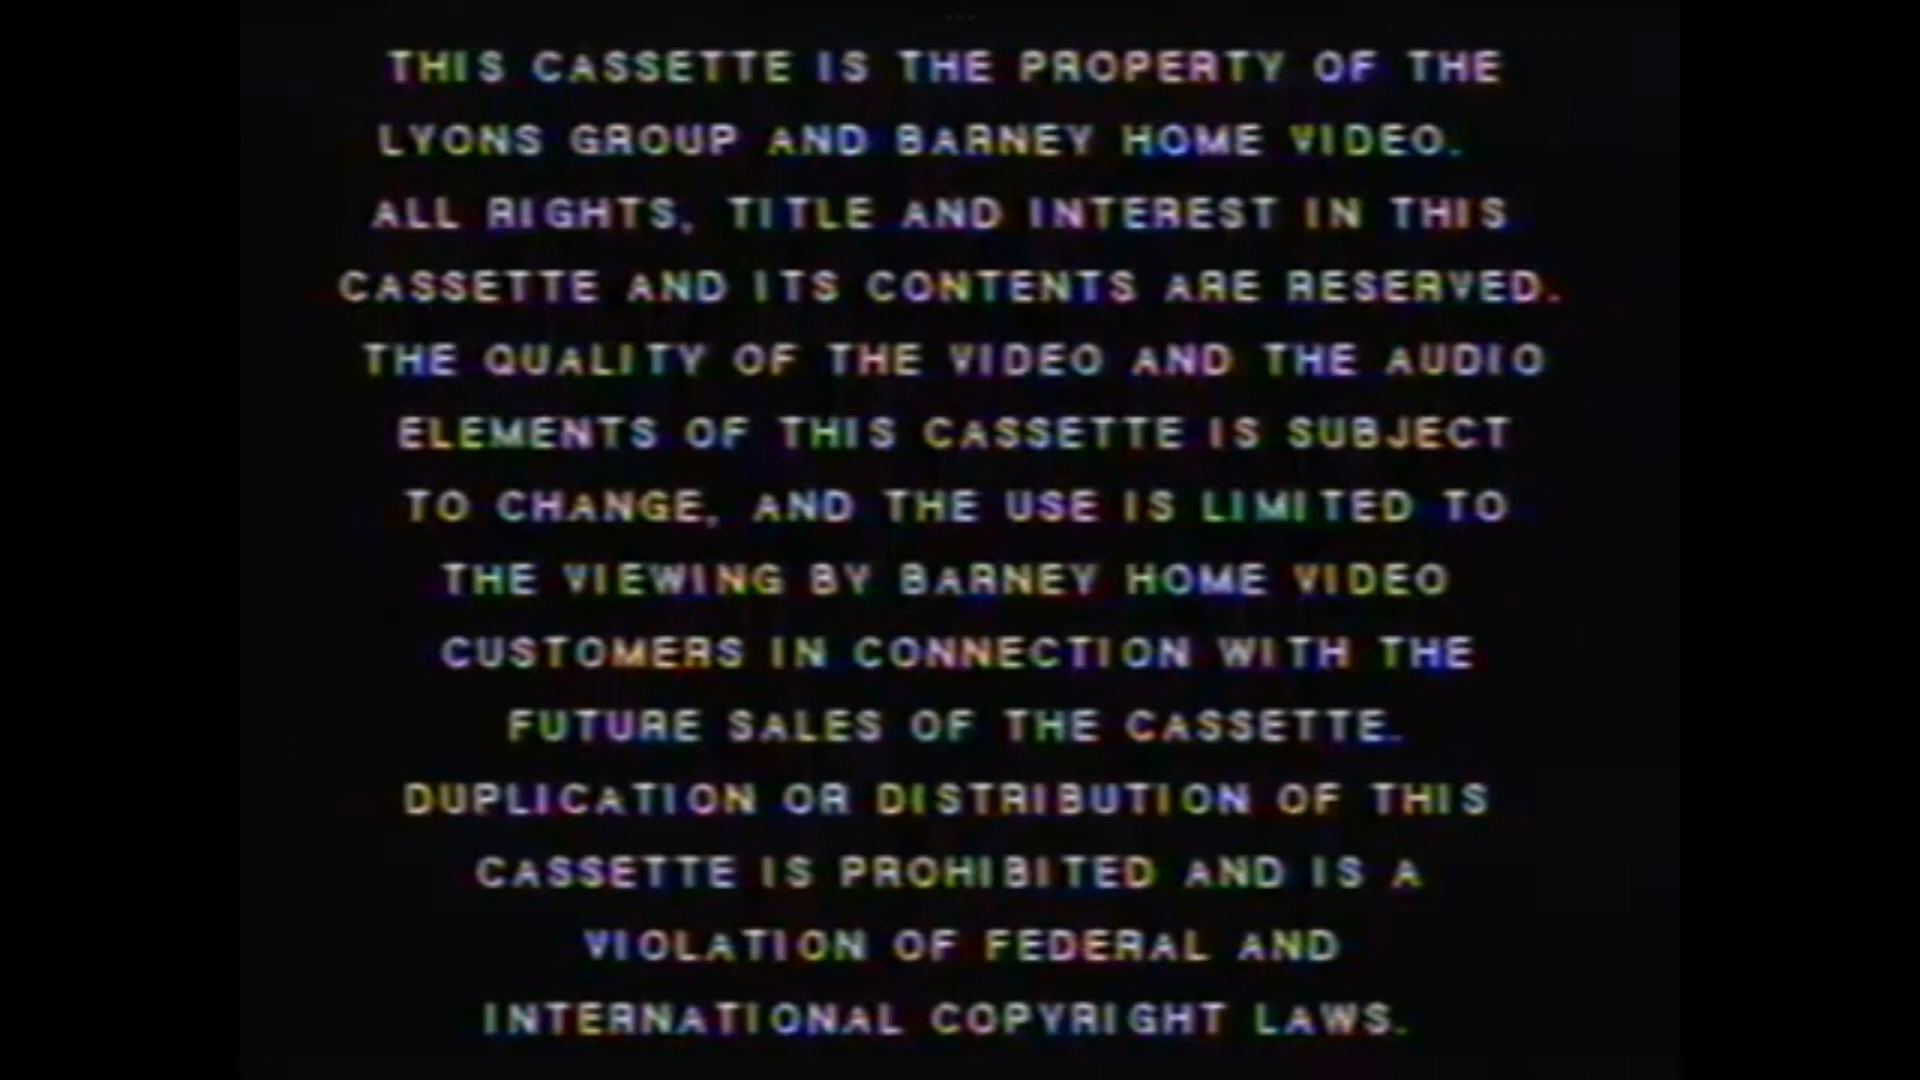 THIS CASSETTE IS THE PROPERTY OF THE
LYONS GROUP AND BARNEY HOME VIDEO.
ALL RIGHTS, TITLE AND INTEREST IN THIS
CASSETTE AND ITS CONTENTS ARE RESERVED.
THE QUALITY OF THE VIDEO AND THE AUDIO
ELEMENTS OF THIS CASSETTE IS SUBJECT
TO CHANGE, AND THE USE IS LIMITED TO
THE VIEWING BY BARNEY HOME VIDEO
CUSTOMERS IN CONNECTION WITH THE
FUTURE SALES OF THE CASSETTE.
DUPLICATION OR DISTRIBUTION OF THIS
CASSETTE IS PROHIBITED AND IS A
VIOLATION OF FEDERAL AND
INTERNATIONAL COPYRIGHT LAWS.